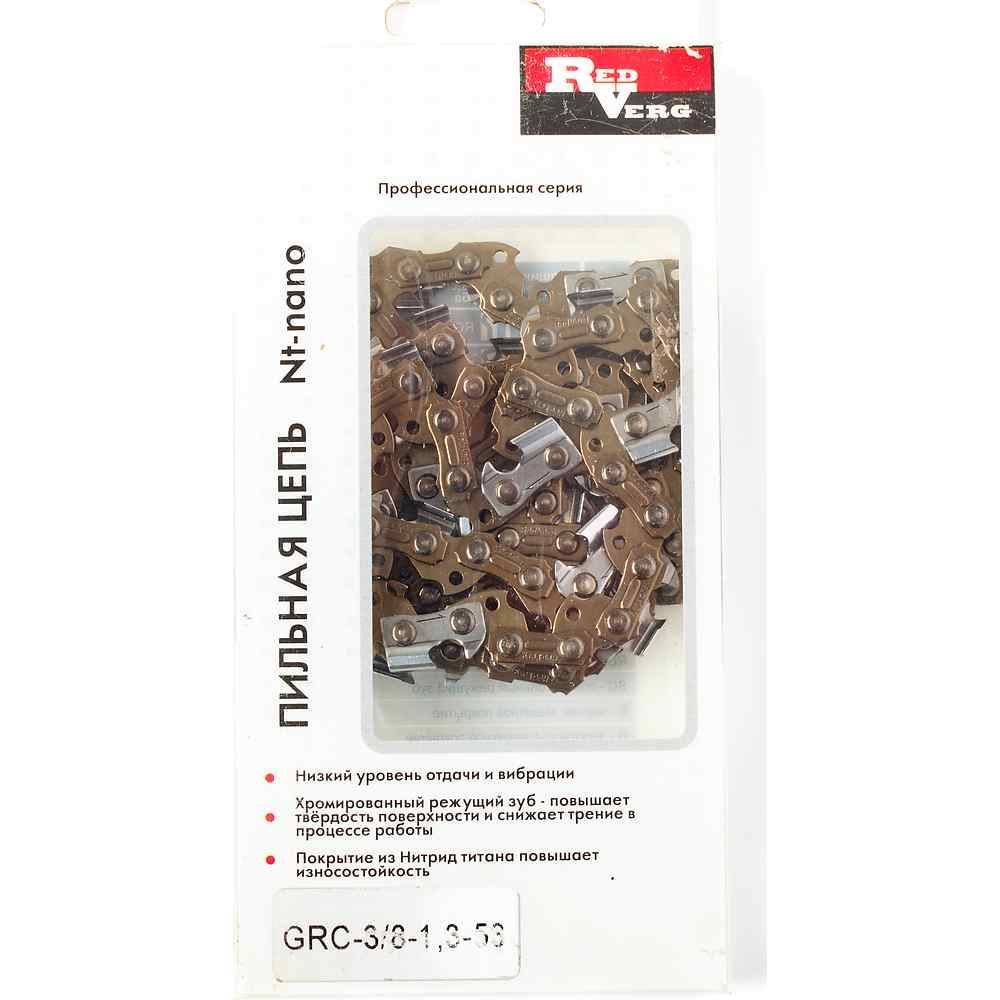 RED
VERG
Профессиональная серия
ПИЛЬНАЯ ЦЕПЬ Nt-nano
• Низкий уровень отдачи и вибрации
• Хромированный режущий зуб - повышает
твёрдость поверхности и снижает трение в
процессе работы
• Покрытие из Нитрид титана повышает
износостойкость
GRC-3/8-1,3-53